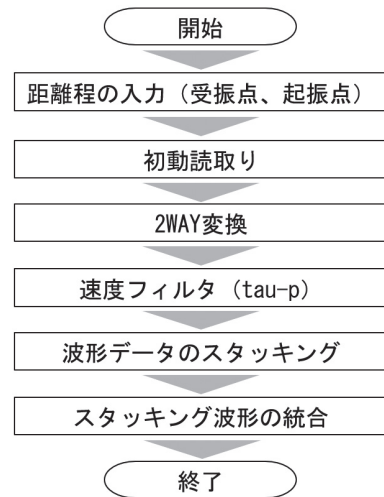 開始
距離程の入力（受振点、起振点）
初動読取り
2WAY変換
速度フィルタ（tau-p）
波形データのスタッキング
スタッキング波形の統合
終了